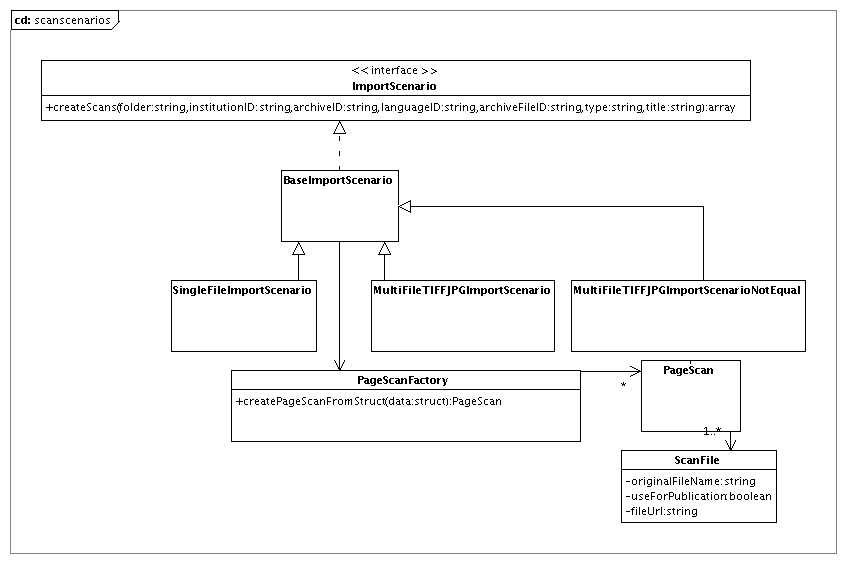 cd: scanscenarios
<< interface >>
ImportScenario
+createScans(folder:string,institutionID:string,archiveID:string,languageID:string,archiveFileID:string,type:string,title:string):array
BaseImportScenario
SingleFileImportScenario
MultiFileTIFFJPGImportScenario
MultiFileTIFFJPGImportScenarioNotEqual
PageScanFactory
+createPageScanFromStruct(data:struct):PageScan
*
PageScan
1..*
ScanFile
-originalFileName:string
-useForPublication:boolean
-fileUrl:string